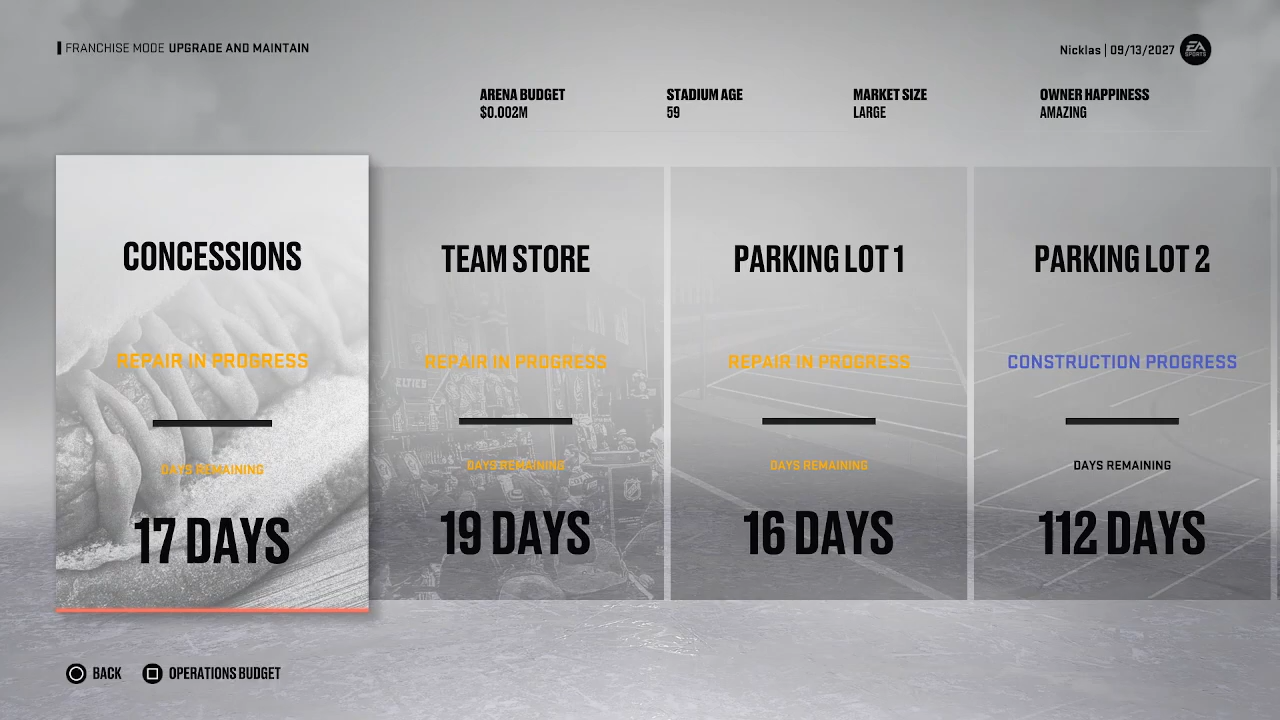 FRANCHISE MODE UPGRADE AND MAINTAIN
Nicklas | 09/13/2027
EA SPORTS
ARENA BUDGET
$0.002M
STADIUM AGE
59
MARKET SIZE
LARGE
OWNER HAPPINESS
AMAZING
CONCESSIONS
REPAIR IN PROGRESS
DAYS REMAINING
17 DAYS
TEAM STORE
REPAIR IN PROGRESS
DAYS REMAINING
19 DAYS
PARKING LOT 1
REPAIR IN PROGRESS
DAYS REMAINING
16 DAYS
PARKING LOT 2
CONSTRUCTION PROGRESS
DAYS REMAINING
112 DAYS
BACK
OPERATIONS BUDGET